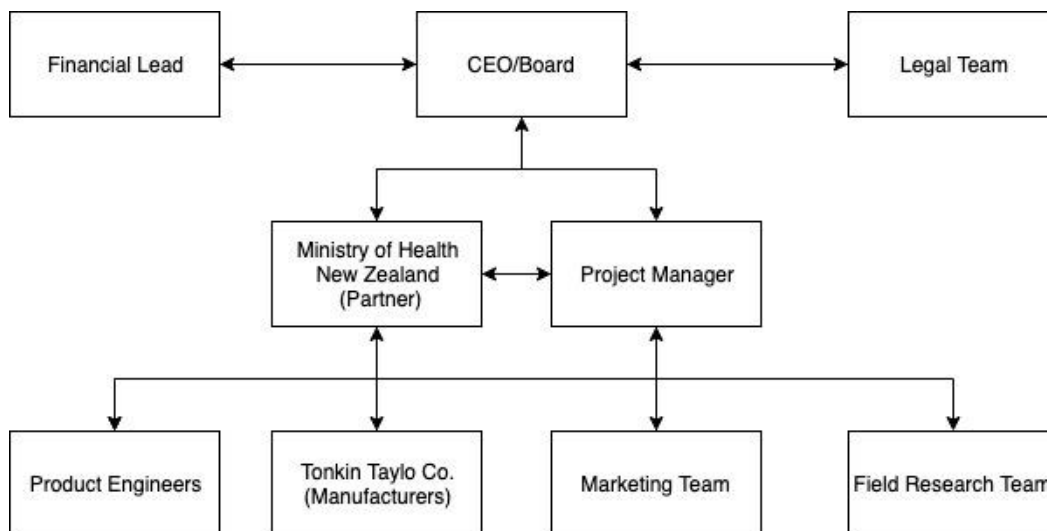 Financial Lead
CEO/Board
Legal Team
Ministry of Health
New Zealand
(Partner)
Project Manager
Product Engineers
Tonkin Taylo Co.
(Manufacturers)
Marketing Team
Field Research Team